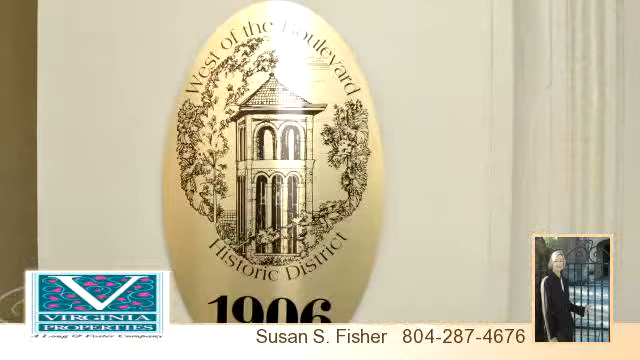 West of the Boulevard
Historic District
1906
V
VIRGINIA
PROPERTIES
A Long & Foster Company
Susan S. Fisher 804-287-4676